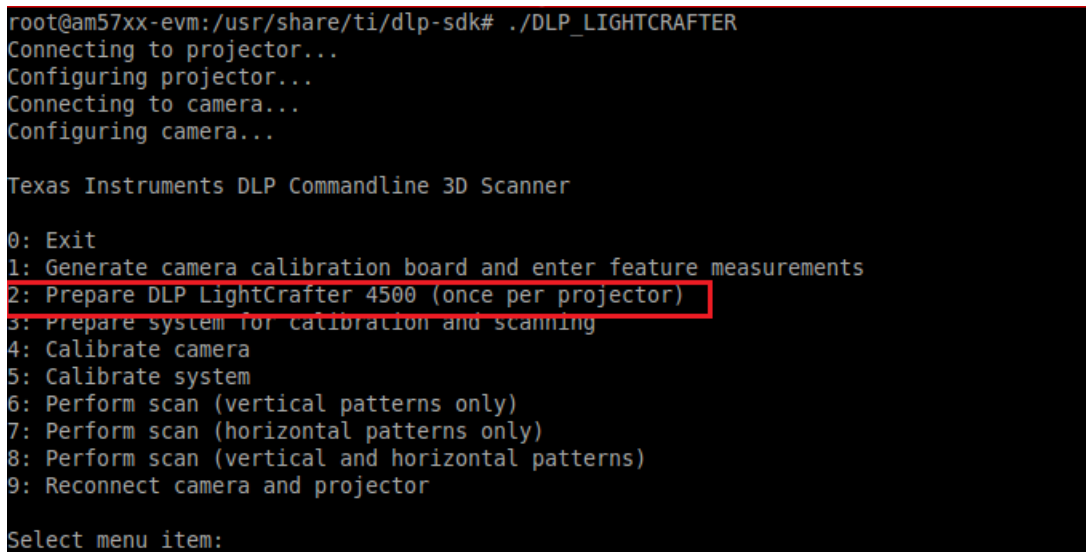 root@am57xx-evm:/usr/share/ti/dlp-sdk# ./DLP_LIGHTCRAFTER
Connecting to projector...
Configuring projector...
Connecting to camera...
Configuring camera...
Texas Instruments DLP Commandline 3D Scanner
0: Exit
1: Generate camera calibration board and enter feature measurements
2: Prepare DLP LightCrafter 4500 (once per projector)
3: Prepare system for calibration and scanning
4: Calibrate camera
5: Calibrate system
6: Perform scan (vertical patterns only)
7: Perform scan (horizontal patterns only)
8: Perform scan (vertical and horizontal patterns)
9: Reconnect camera and projector
Select menu item: